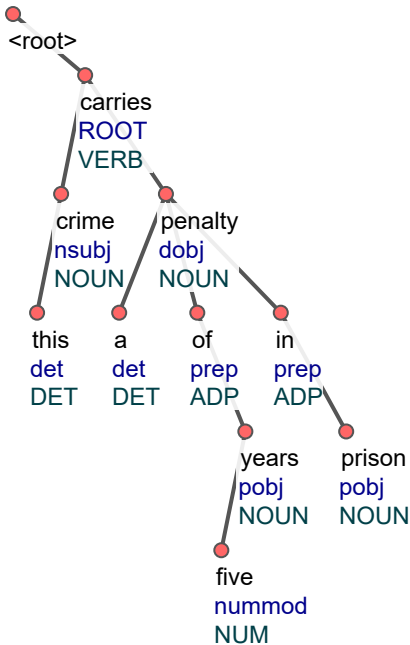 <root>
carries
ROOT
VERB
crime penalty
nsubj dobj
NOUN NOUN
this a of in
det det prep prep
DET DET ADP ADP
years prison
pobj pobj
NOUN NOUN
five
nummod
NUM